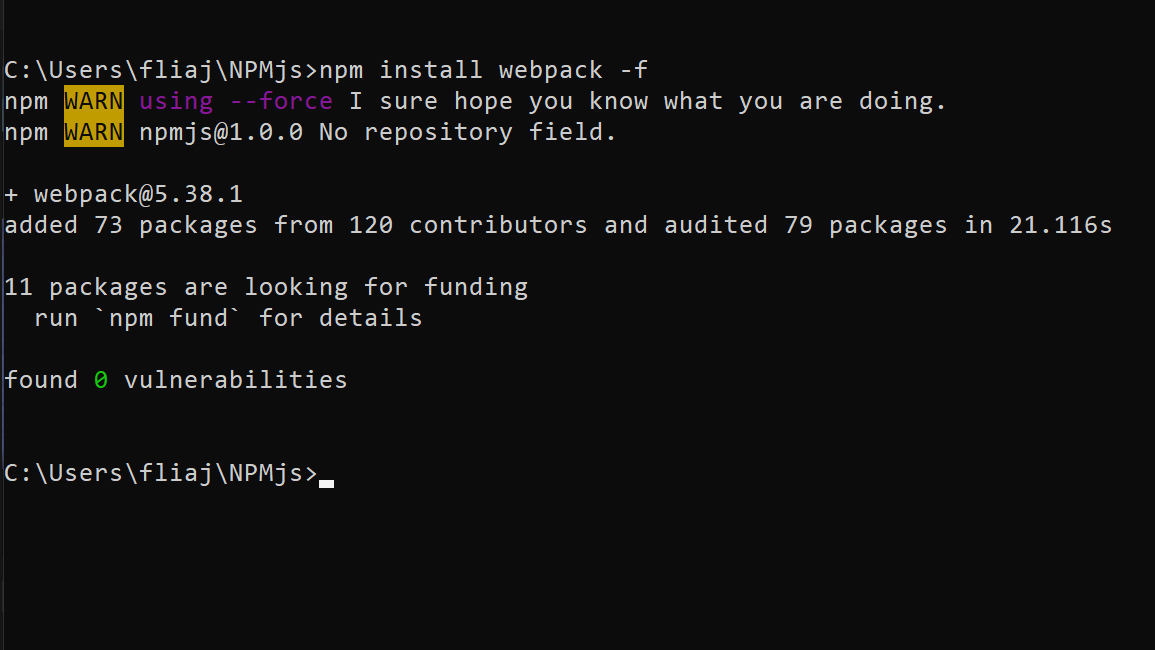 C:\Users\fliaj\NPMjs>npm install webpack -f
npm WARN using --force I sure hope you know what you are doing.
npm WARN npmjs@1.0.0 No repository field.
+ webpack@5.38.1
added 73 packages from 120 contributors and audited 79 packages in 21.116s
11 packages are looking for funding
  run `npm fund` for details
found 0 vulnerabilities
C:\Users\fliaj\NPMjs>